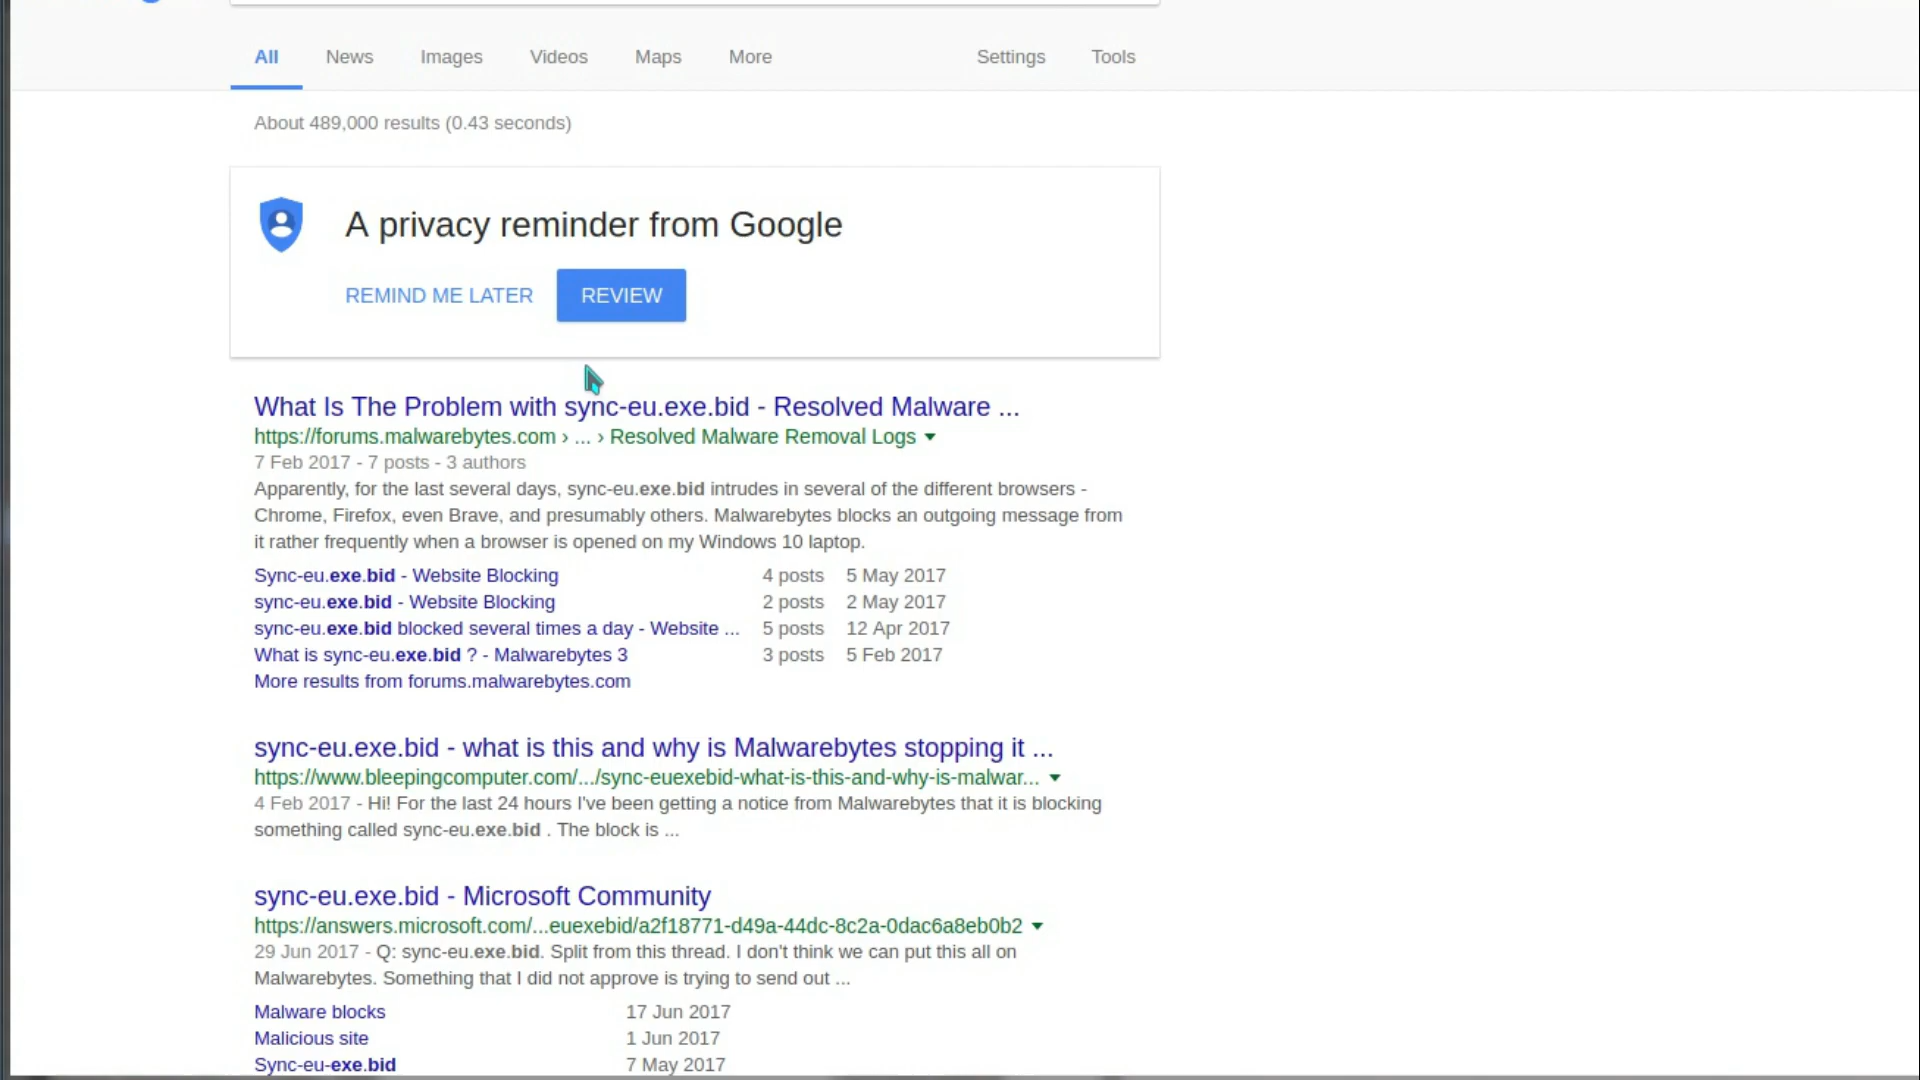 All News Images Videos Maps More Settings Tools
About 489,000 results (0.43 seconds)
A privacy reminder from Google
REMIND ME LATER REVIEW
What Is The Problem with sync-eu.exe.bid - Resolved Malware ...
https://forums.malwarebytes.com › ... › Resolved Malware Removal Logs
7 Feb 2017 - 7 posts - 3 authors
Apparently, for the last several days, sync-eu.exe.bid intrudes in several of the different browsers -
Chrome, Firefox, even Brave, and presumably others. Malwarebytes blocks an outgoing message from
it rather frequently when a browser is opened on my Windows 10 laptop.
Sync-eu.exe.bid - Website Blocking 4 posts 5 May 2017
sync-eu.exe.bid - Website Blocking 2 posts 2 May 2017
sync-eu.exe.bid blocked several times a day - Website ... 5 posts 12 Apr 2017
What is sync-eu.exe.bid ? - Malwarebytes 3 3 posts 5 Feb 2017
More results from forums.malwarebytes.com
sync-eu.exe.bid - what is this and why is Malwarebytes stopping it ...
https://www.bleepingcomputer.com/.../sync-euexebid-what-is-this-and-why-is-malwar...
4 Feb 2017 - Hi! For the last 24 hours I've been getting a notice from Malwarebytes that it is blocking
something called sync-eu.exe.bid . The block is ...
sync-eu.exe.bid - Microsoft Community
https://answers.microsoft.com/...euexebid/a2f18771-d49a-44dc-8c2a-0dac6a8eb0b2
29 Jun 2017 - Q: sync-eu.exe.bid. Split from this thread. I don't think we can put this all on
Malwarebytes. Something that I did not approve is trying to send out ...
Malware blocks 17 Jun 2017
Malicious site 1 Jun 2017
Sync-eu-exe.bid 7 May 2017